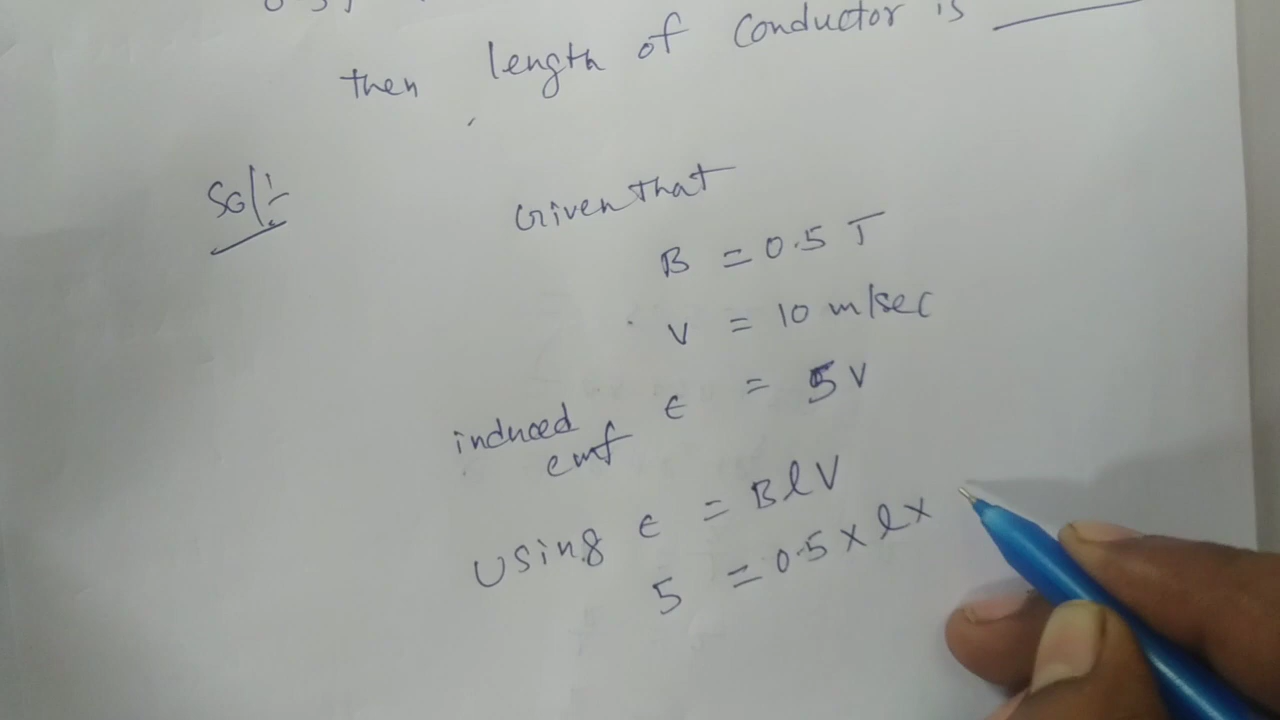 then length of conductor is
Sol:-
Given that
B = 0.5 T
V = 10 m/sec
induced emf ε = 5 V
Using ε = BlV
5 = 0.5 × l ×